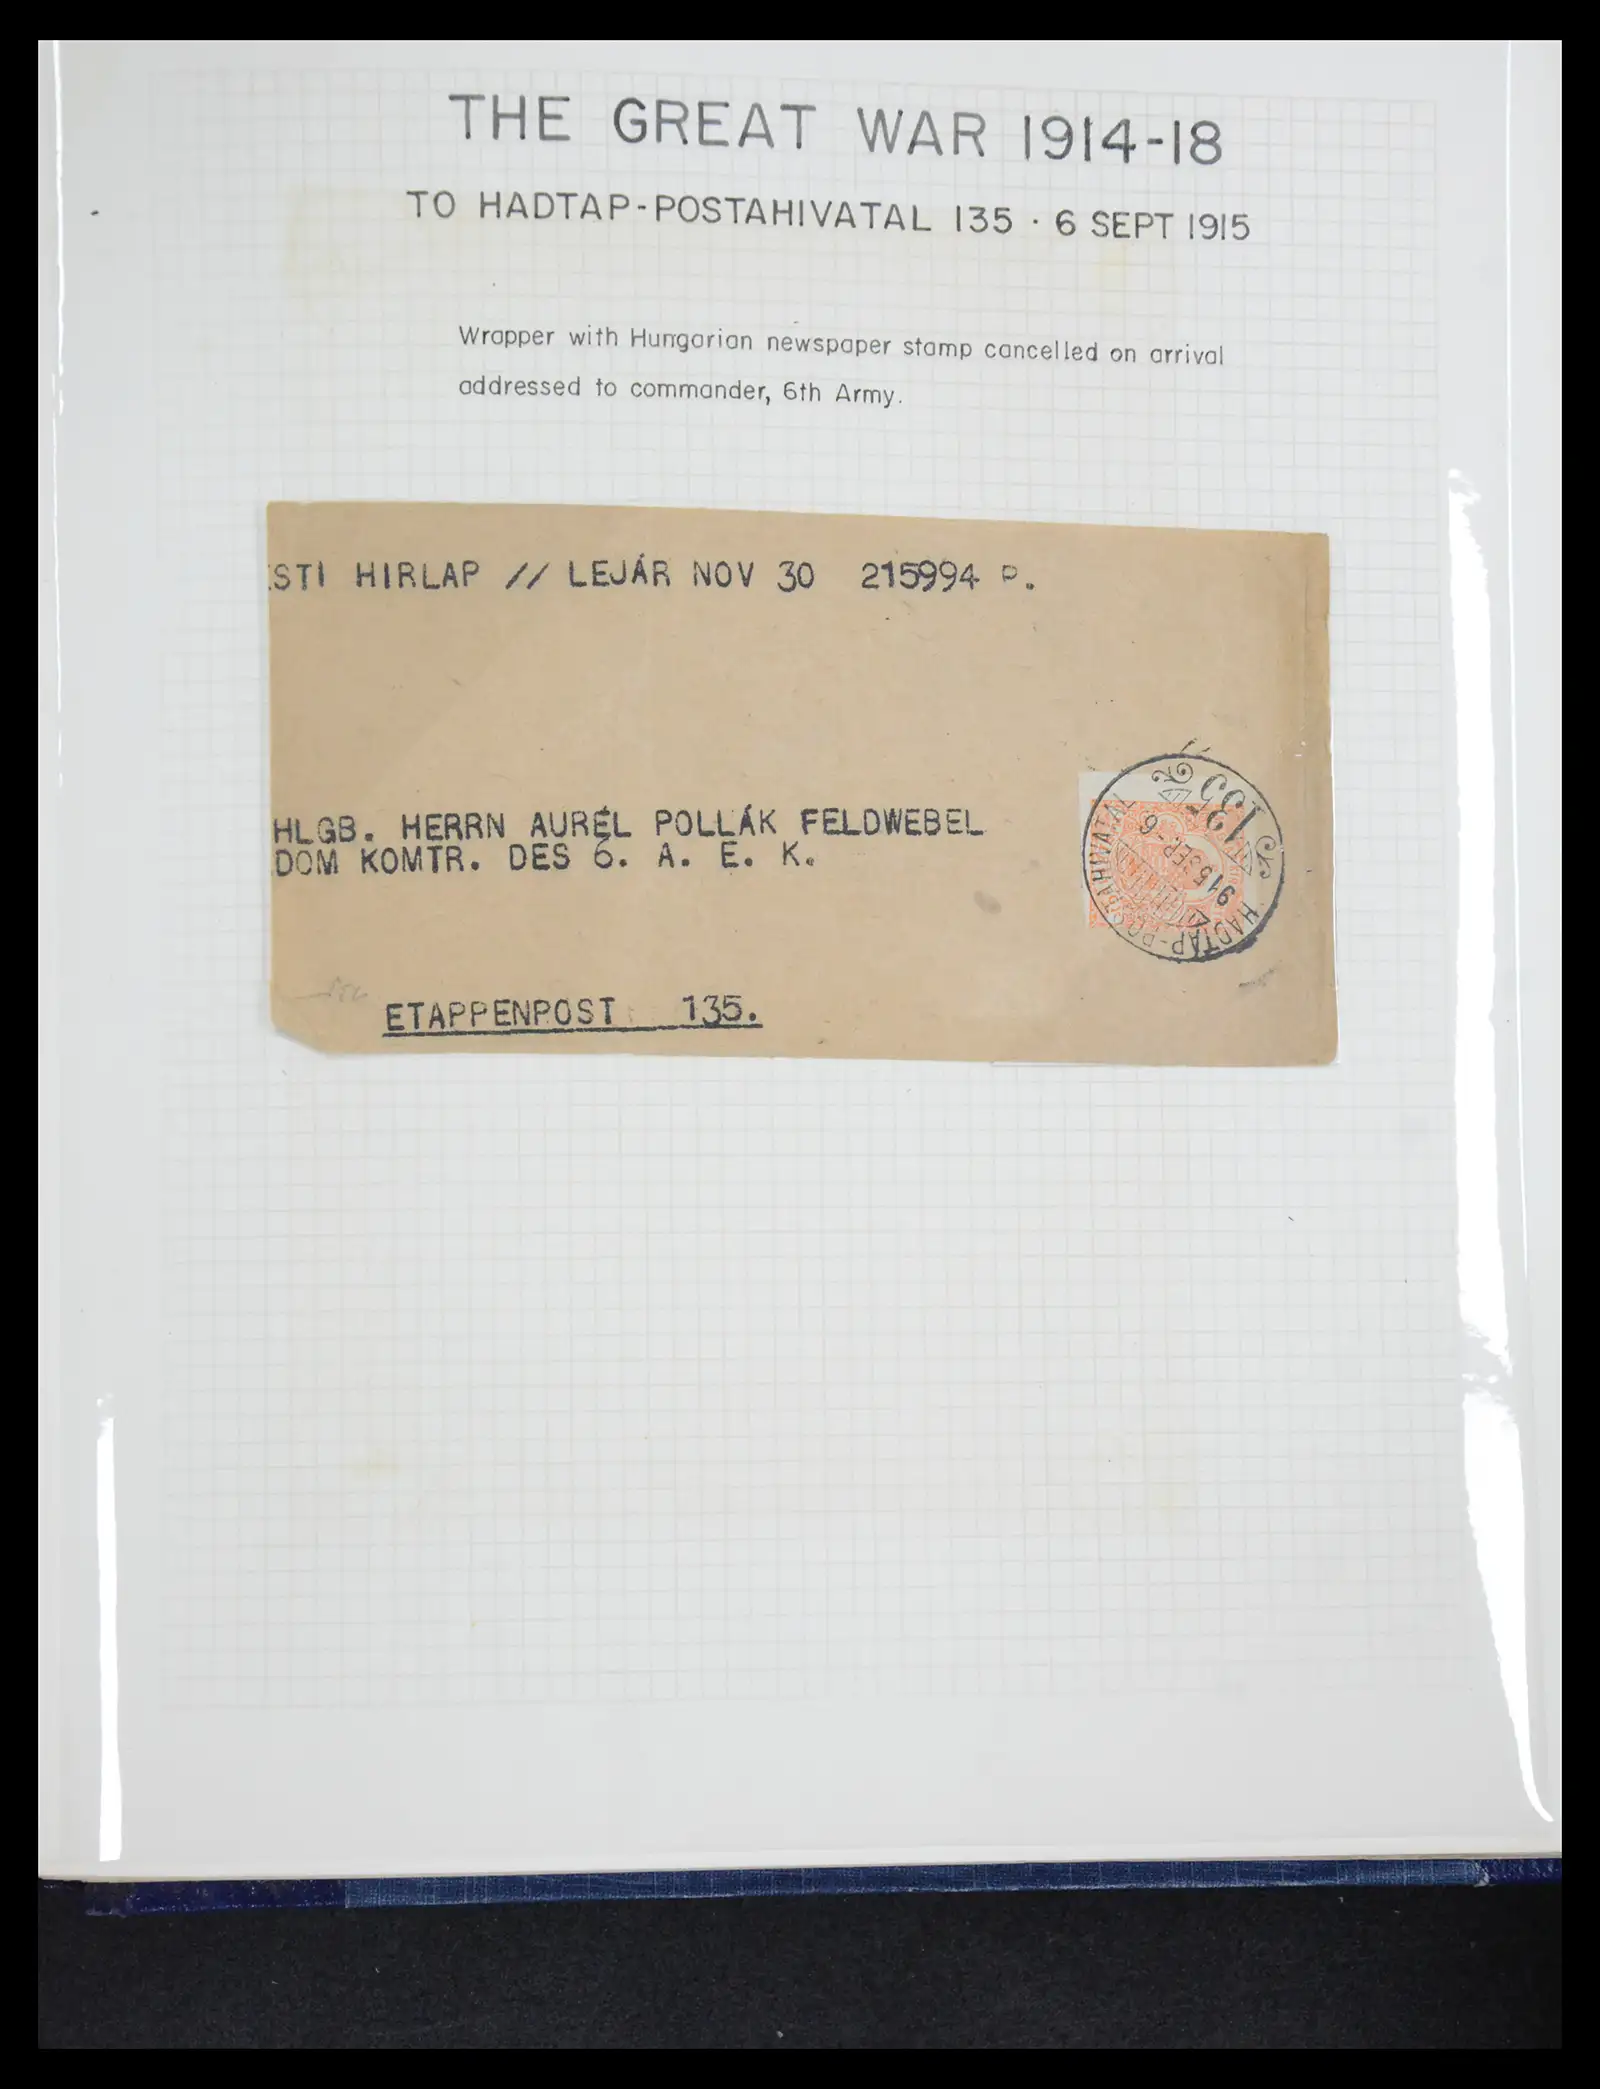 THE GREAT WAR 1914-18
TO HADTAP-POSTAHIVATAL 135 · 6 SEPT 1915
Wrapper with Hungarian newspaper stamp cancelled on arrival
addressed to commander, 6th Army.
ESTI HIRLAP // LEJÁR NOV 30 215994 P.
HLGB. HERRN AURÉL POLLÁK FELDWEBEL
DOM KOMTR. DES 6. A. E. K.
135
915 SEP -6
HADTÁP-POSTAHIVATAL
ETAPPENPOST 135.